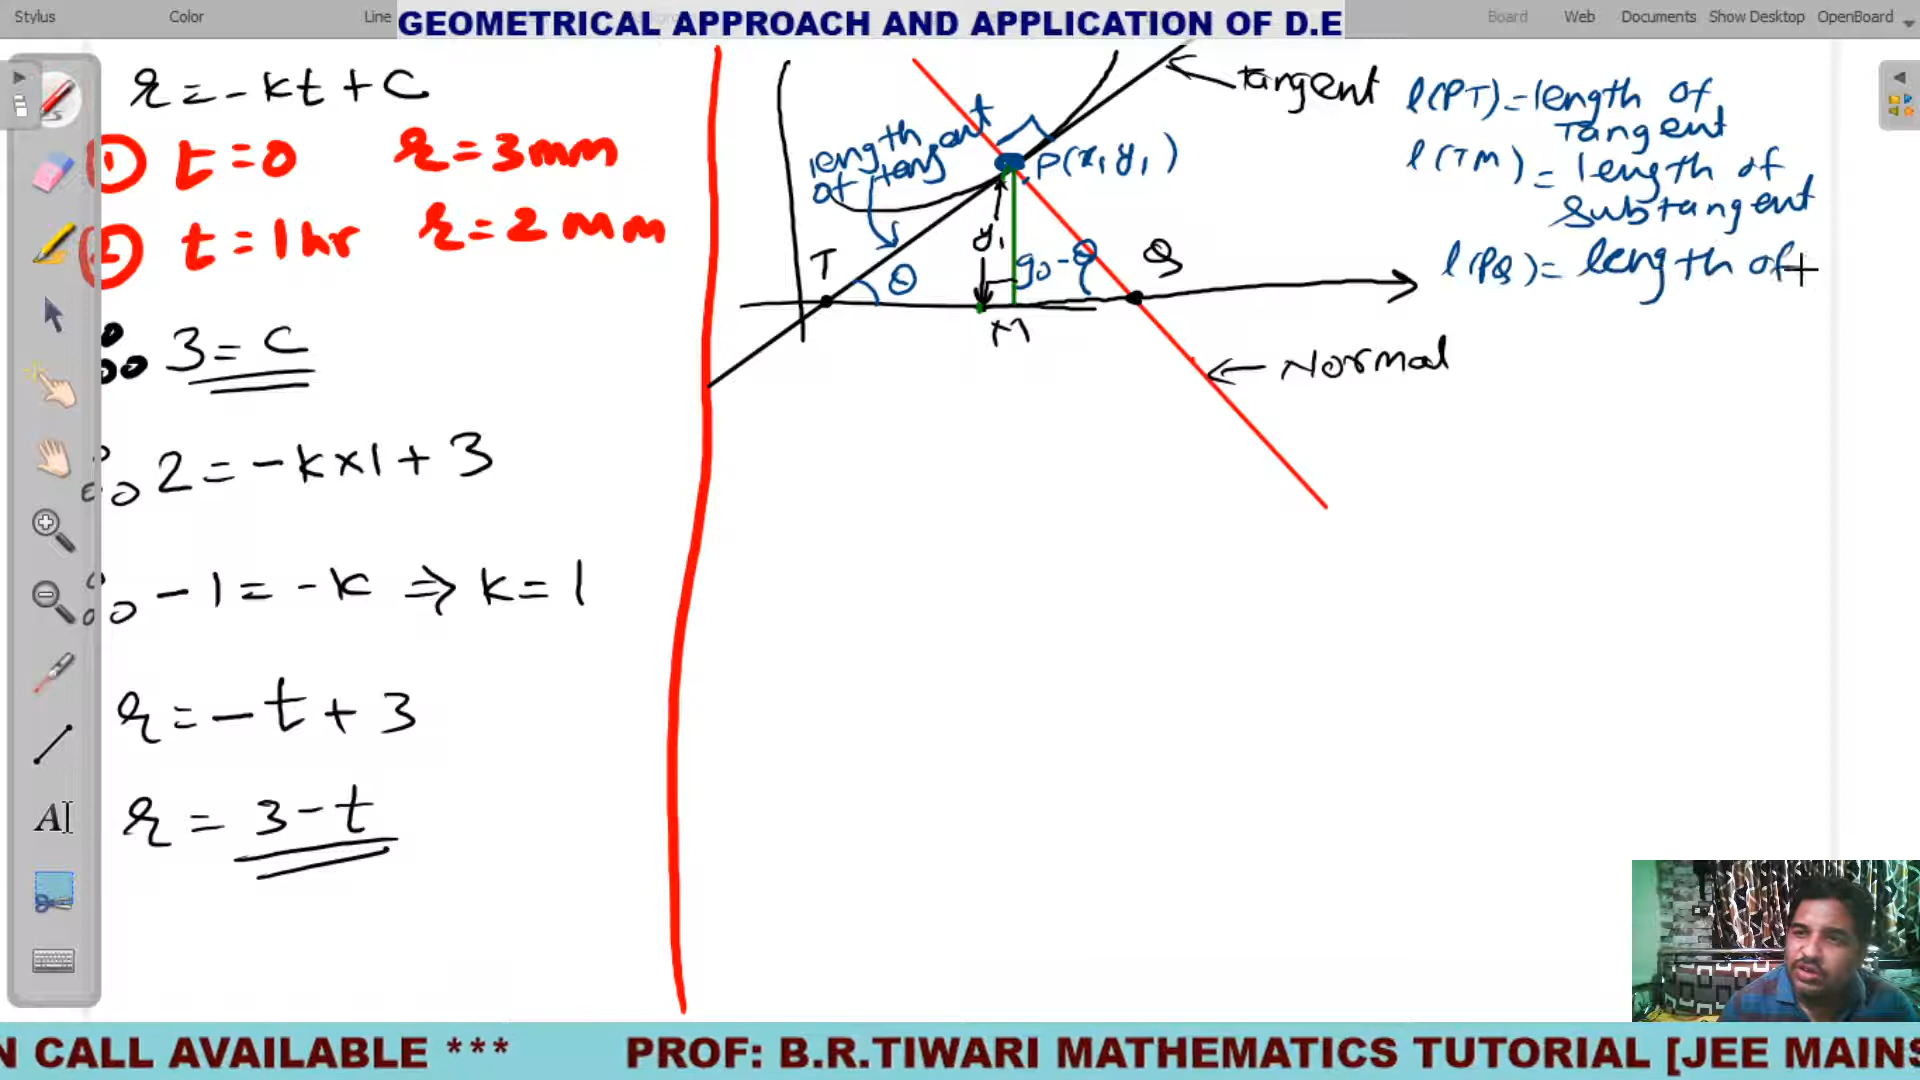 Stylus Color Line
GEOMETRICAL APPROACH AND APPLICATION OF D.E
Board Web Documents Show Desktop OpenBoard
r = -kt + C
① t = 0 r = 3mm
② t = 1hr r = 2mm
∴ 3 = C
∴ 2 = -k×1 + 3
∴ -1 = -k ⇒ k = 1
r = -t + 3
r = 3 - t
length
of tangent
Tangent
P(x₁ y₁)
y₁
90-θ
T
θ
M
Q
Normal
l(PT) = length of
Tangent
l(TM) = length of
subtangent
l(PQ) = length of
AI
N CALL AVAILABLE *** PROF: B.R.TIWARI MATHEMATICS TUTORIAL [JEE MAINS